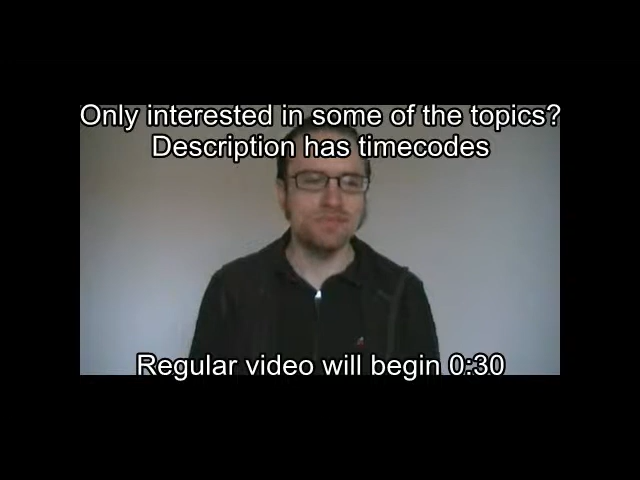 Only interested in some of the topics?
Description has timecodes
Regular video will begin 0:30